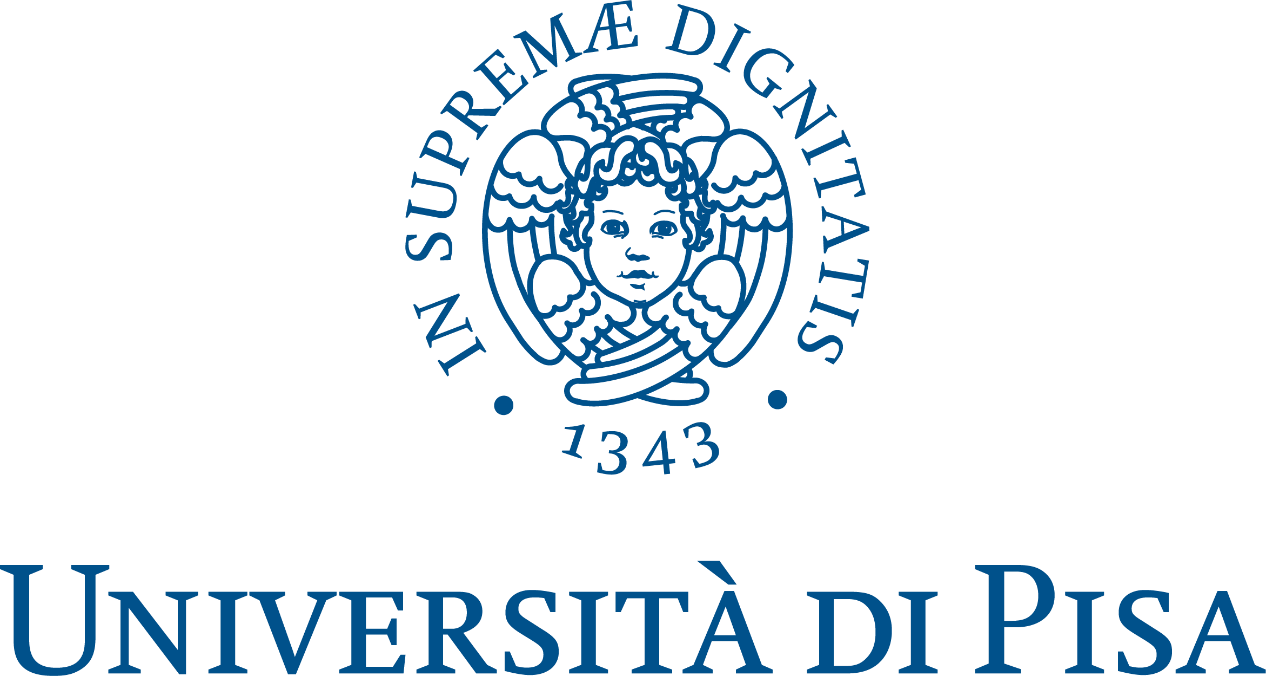 IN SUPREMÆ DIGNITATIS
• 1343 •
UNIVERSITÀ DI PISA